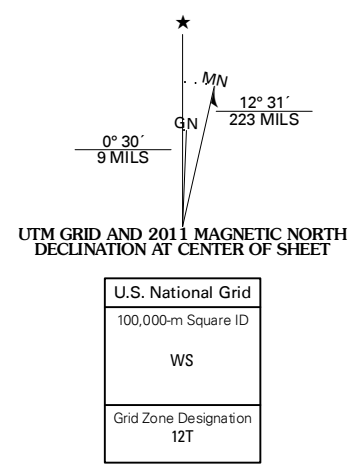 ★
MN
12° 31´
223 MILS
GN
0° 30´
9 MILS
UTM GRID AND 2011 MAGNETIC NORTH
DECLINATION AT CENTER OF SHEET
U.S. National Grid
100,000-m Square ID
WS
Grid Zone Designation
12T